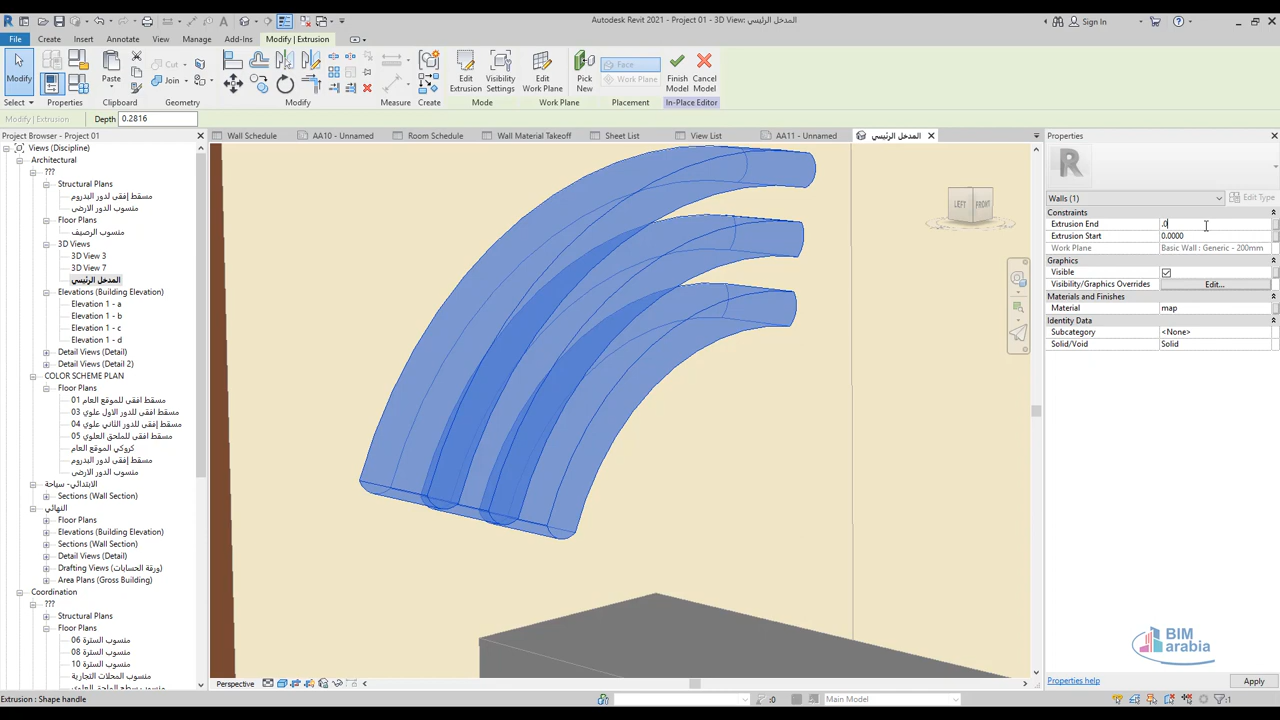 Autodesk Revit 2021 - Project 01 - 3D View: المدخل الرئيسي
Sign In
File Create Insert Annotate View Manage Add-Ins Modify | Extrusion
Modify Paste Cut Join Edit Extrusion Visibility Settings Edit Work Plane Pick New Face Work Plane Finish Model Cancel Model
Select Properties Clipboard Geometry Modify Measure Create Mode Work Plane Placement In-Place Editor
Modify | Extrusion Depth 0.2816
Project Browser - Project 01
Wall Schedule AA10 - Unnamed Room Schedule Wall Material Takeoff Sheet List View List AA11 - Unnamed المدخل الرئيسي
Views (Discipline)
Architectural
???
Structural Plans
مسقط إفقى لدور البدروم
منسوب الدور الارضى
Floor Plans
منسوب الرصيف
3D Views
3D View 3
3D View 7
المدخل الرئيسي
Elevations (Building Elevation)
Elevation 1 - a
Elevation 1 - b
Elevation 1 - c
Elevation 1 - d
Detail Views (Detail)
Detail Views (Detail 2)
COLOR SCHEME PLAN
Floor Plans
مسقط افقى للموقع العام 01
مسقط افقى للدور الاول علوي 03
مسقط إفقى للدور الثاني علوي 04
مسقط افقى للملحق العلوي 05
كروكي الموقع العام
مسقط إفقى لدور البدروم
منسوب الدور الارضى
الابتدائي- سياحة
Sections (Wall Section)
النهائي
Floor Plans
Elevations (Building Elevation)
Sections (Wall Section)
Detail Views (Detail)
Drafting Views (ورقة الحسابات)
Area Plans (Gross Building)
Coordination
???
Structural Plans
Floor Plans
منسوب السترة 06
منسوب السترة 08
منسوب السترة 10
منسوب المحلات التجارية
LEFT FRONT
Properties
Walls (1) Edit Type
Constraints
Extrusion End .0
Extrusion Start 0.0000
Work Plane Basic Wall : Generic - 200mm
Graphics
Visible
Visibility/Graphics Overrides Edit...
Materials and Finishes
Material map
Identity Data
Subcategory <None>
Solid/Void Solid
BIM
arabia
Properties help Apply
Perspective
Extrusion : Shape handle :0 Main Model :1